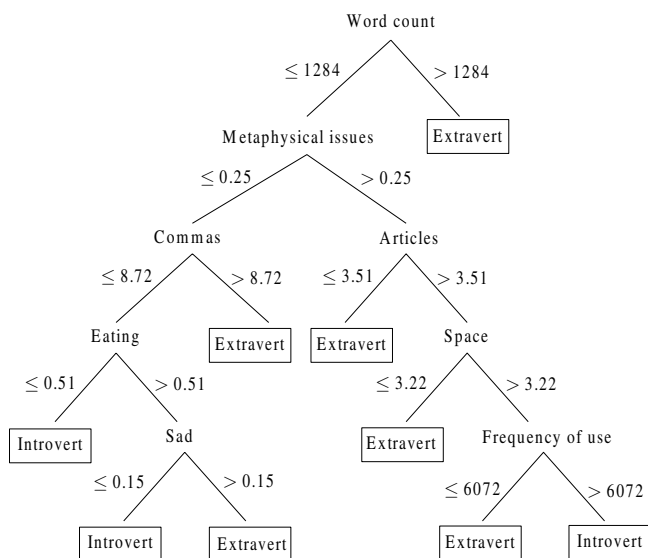 Word count
≤ 1284
> 1284
Metaphysical issues
Extravert
≤ 0.25
> 0.25
Commas
Articles
≤ 8.72
> 8.72
≤ 3.51
> 3.51
Eating
Extravert
Extravert
Space
≤ 0.51
> 0.51
≤ 3.22
> 3.22
Introvert
Sad
Extravert
Frequency of use
≤ 0.15
> 0.15
≤ 6072
> 6072
Introvert
Extravert
Extravert
Introvert